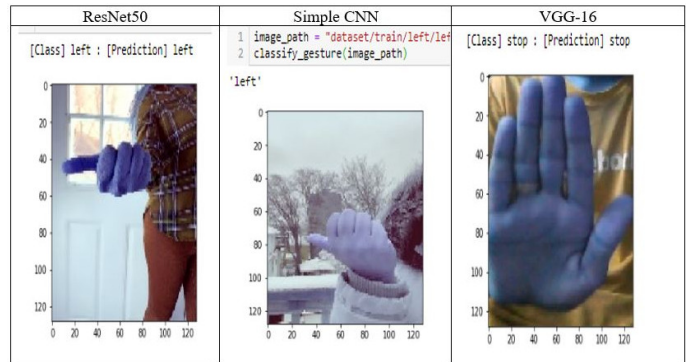 ResNet50
Simple CNN
VGG-16
[Class] left : [Prediction] left
1 image_path = "dataset/train/left/lef
2 classify_gesture(image_path)
'left'
[Class] stop : [Prediction] stop
0
20
40
60
80
100
120
0 20 40 60 80 100 120
0
20
40
60
80
100
120
0 20 40 60 80 100 120
0
20
40
60
80
100
120
0 20 40 60 80 100 120